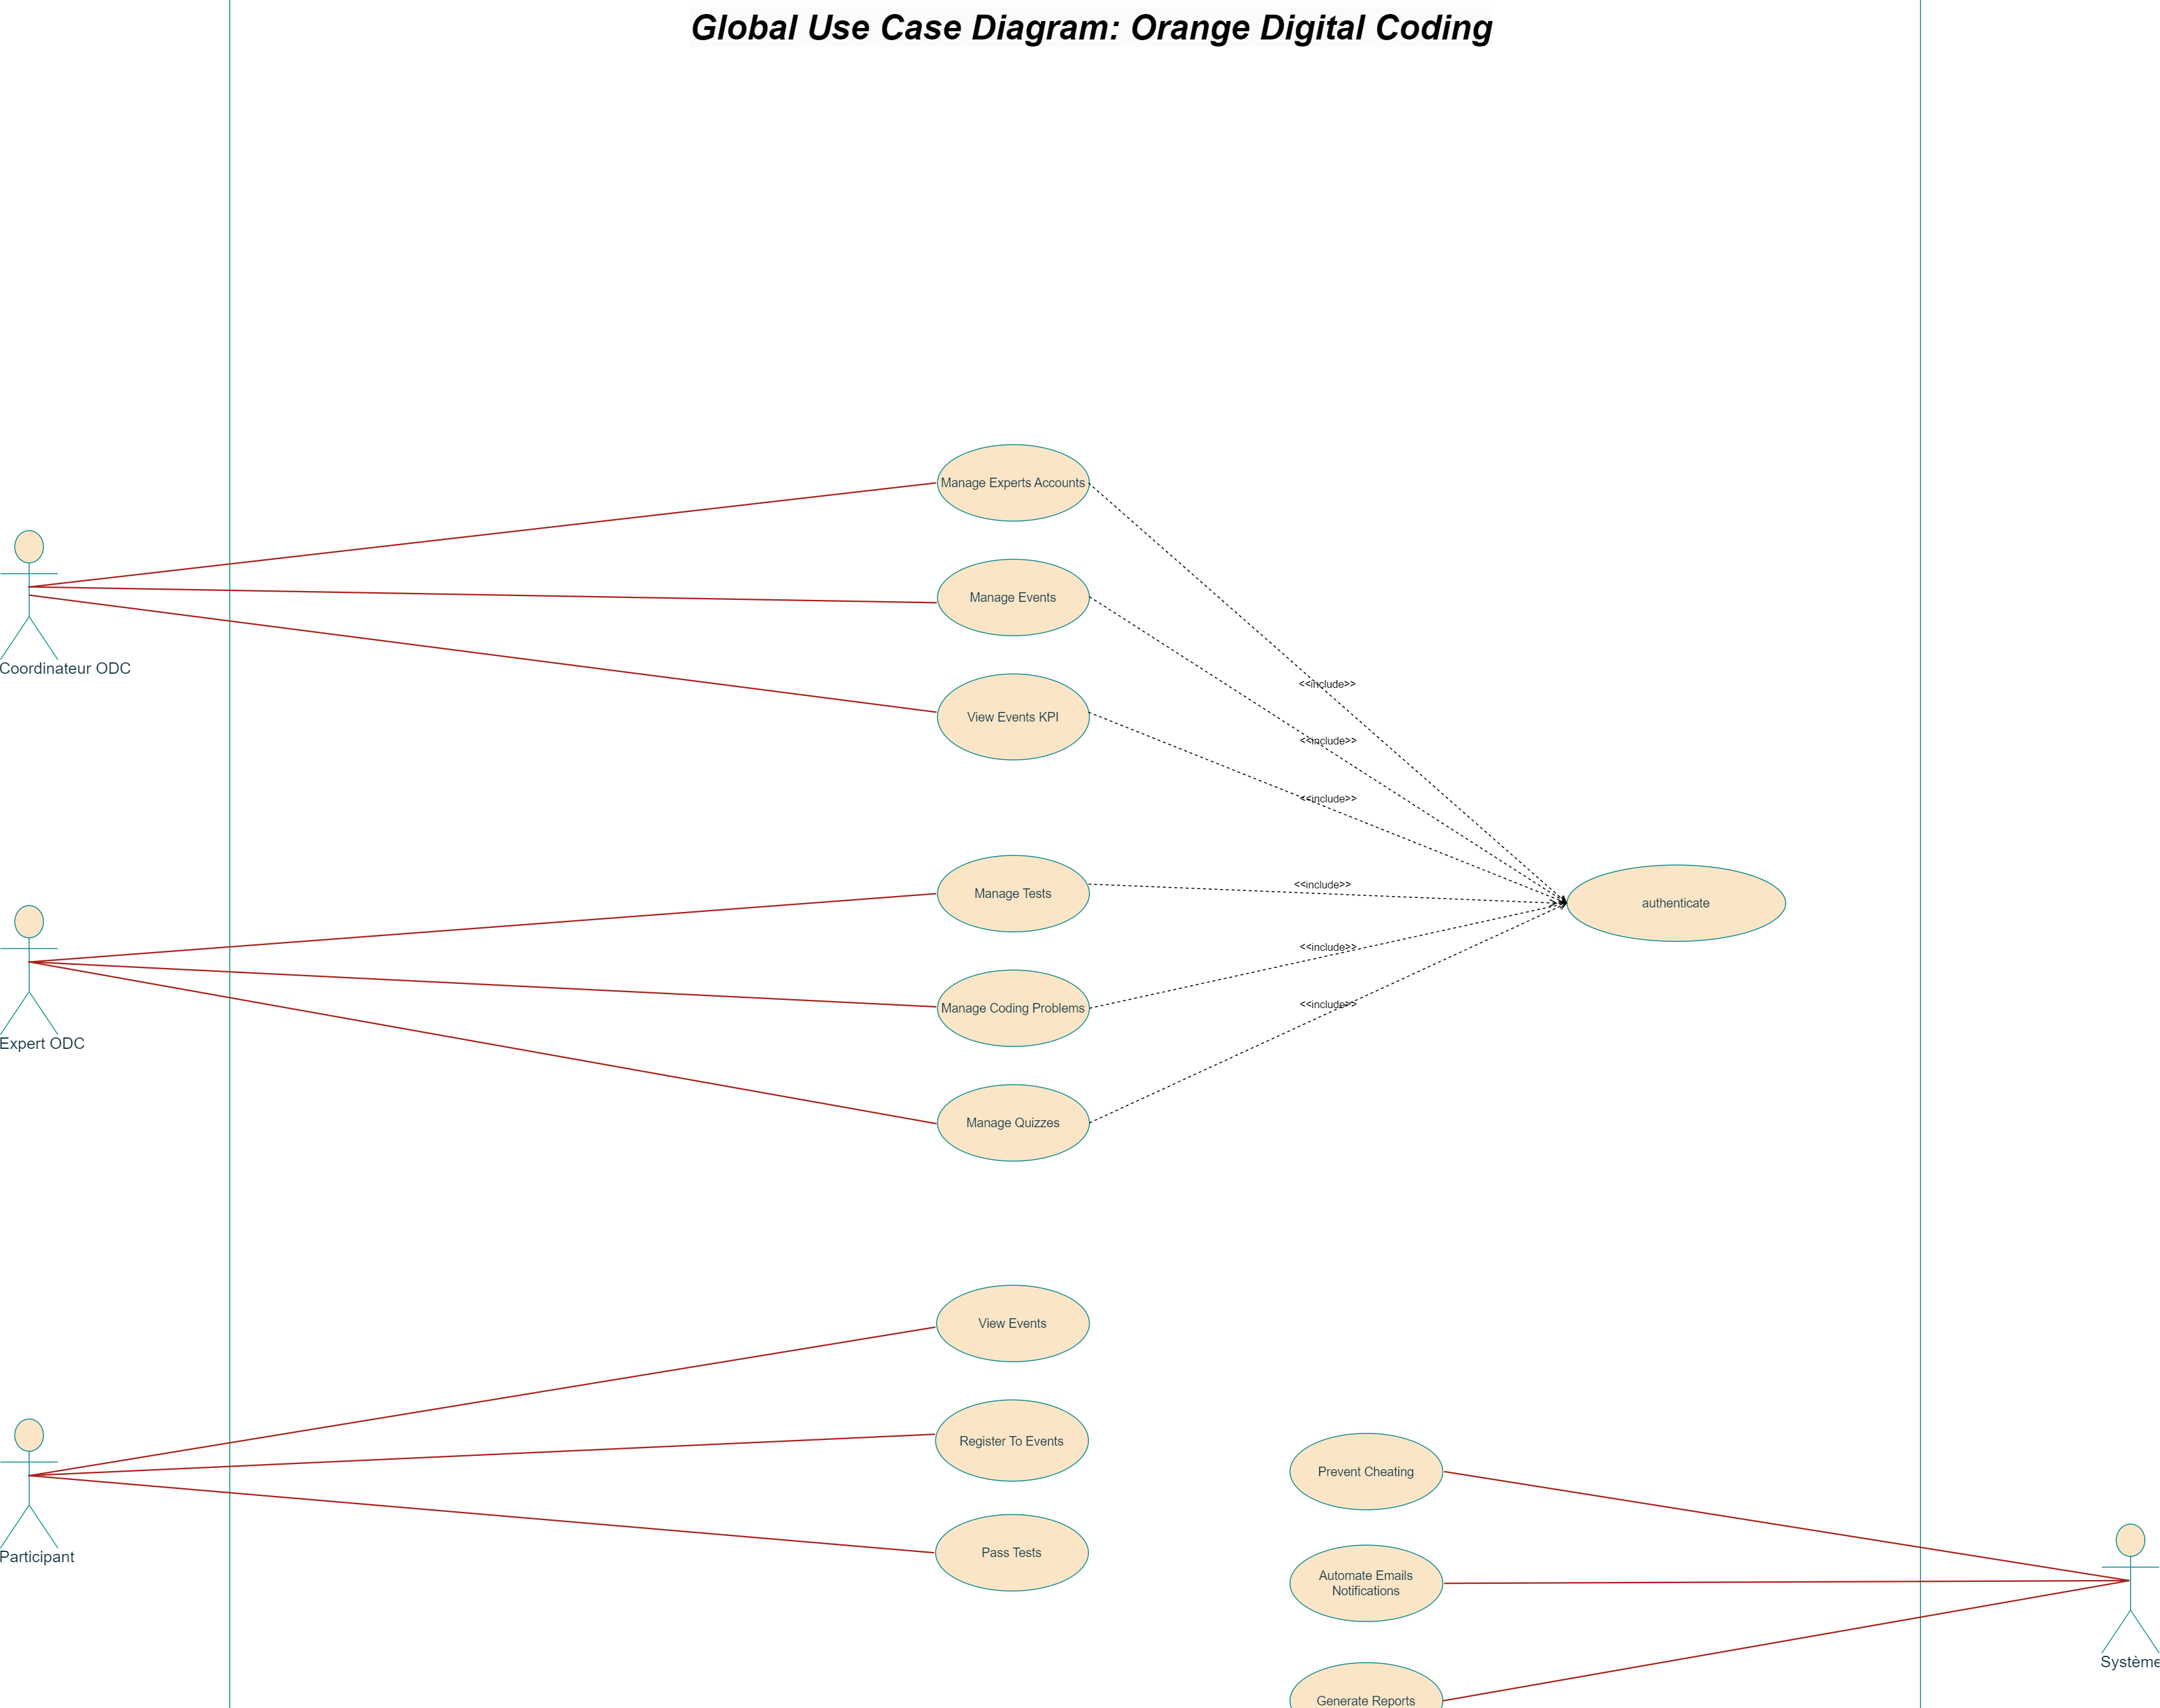 Global Use Case Diagram: Orange Digital Coding
Manage Experts Accounts
Manage Events
Coordinateur ODC
<<include>>
View Events KPI
<<include>>
<<include>>
Manage Tests
<<include>>
authenticate
<<include>>
Manage Coding Problems
<<include>>
Expert ODC
Manage Quizzes
View Events
Register To Events
Prevent Cheating
Pass Tests
Participant
Automate Emails
Notifications
Système
Generate Reports